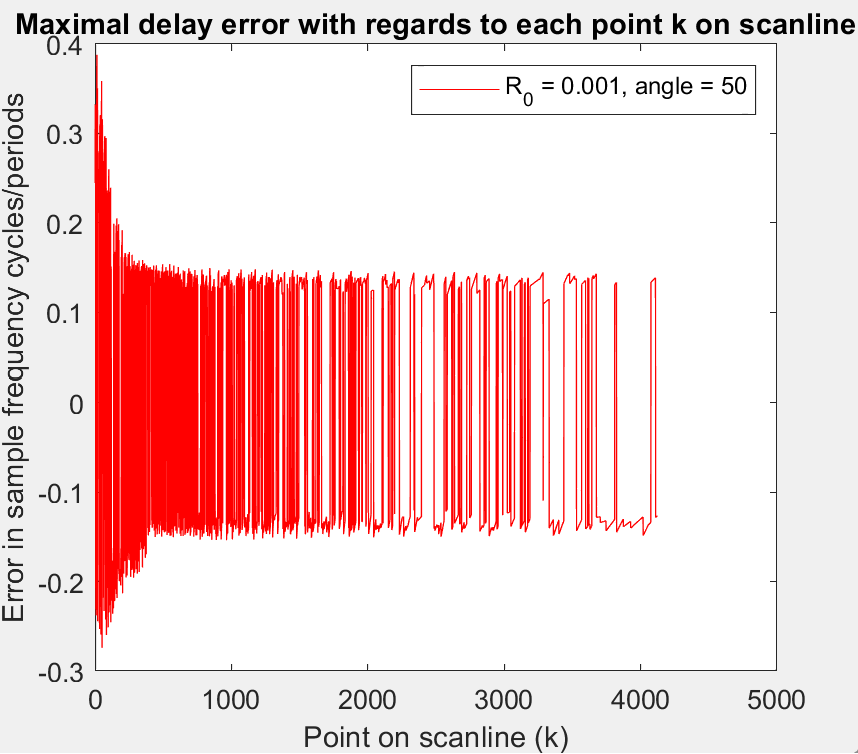 Maximal delay error with regards to each point k on scanline
R₀ = 0.001, angle = 50
Error in sample frequency cycles/periods
0.4
0.3
0.2
0.1
0
-0.1
-0.2
-0.3
0 1000 2000 3000 4000 5000
Point on scanline (k)